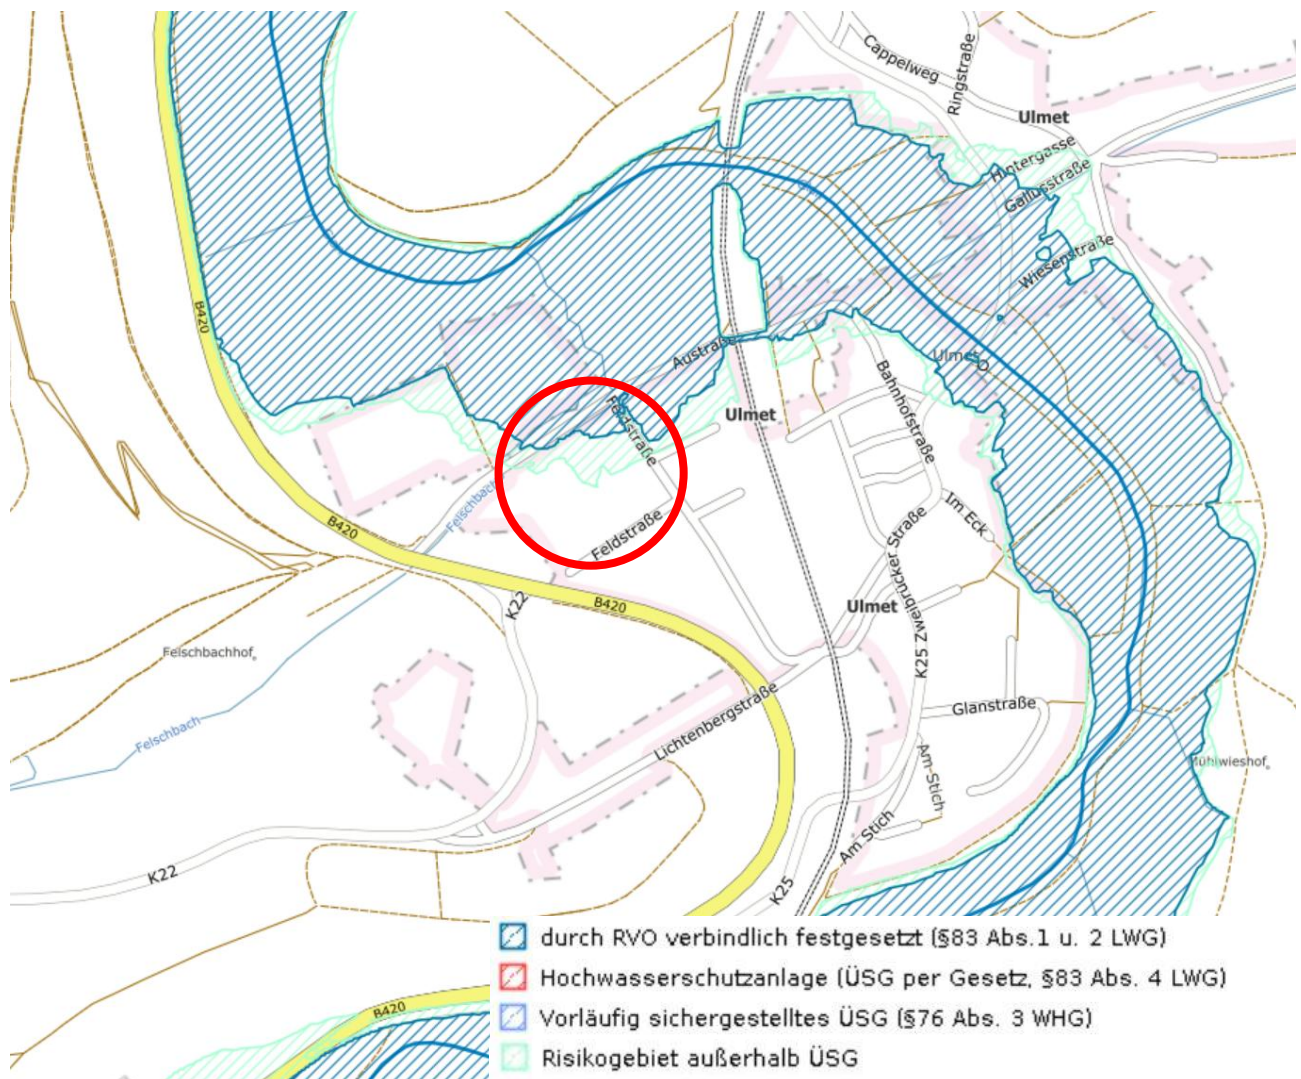 Cappelweg
Ringstraße
Ulmet
Hintergasse
Gallusstraße
Wiesenstraße
B420
Austraße
Ulmet
Bahnhofstraße
Feldstraße
Ulmet
Felschbach
Im Eck
B420
Feldstraße
K25 Zweibrücker Straße
K22
B420
Ulmet
Felschbachhof
Lichtenbergstraße
Glanstraße
Felschbach
Am Stich
Mühlwieshof
Am Stich
K22
K25
B420
durch RVO verbindlich festgesetzt (§83 Abs.1 u. 2 LWG)
Hochwasserschutzanlage (ÜSG per Gesetz, §83 Abs. 4 LWG)
Vorläufig sichergestelltes ÜSG (§76 Abs. 3 WHG)
Risikogebiet außerhalb ÜSG